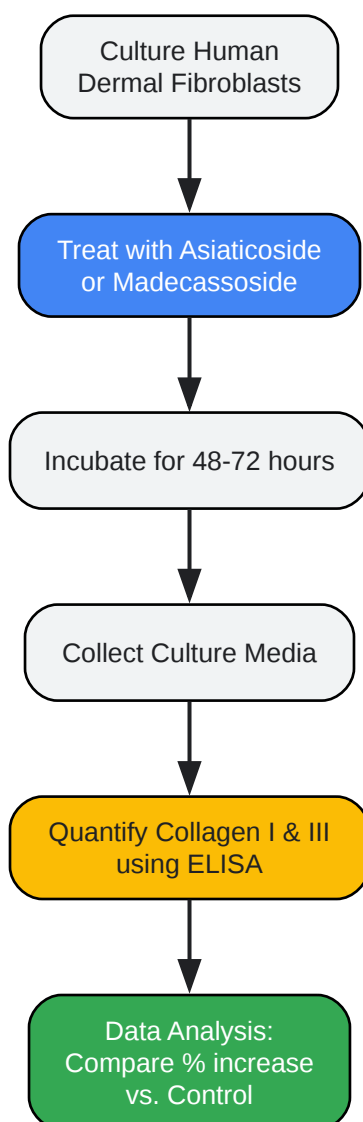 Culture Human
Dermal Fibroblasts
Treat with Asiaticoside
or Madecassoside
Incubate for 48-72 hours
Collect Culture Media
Quantify Collagen I & III
using ELISA
Data Analysis:
Compare % increase
vs. Control